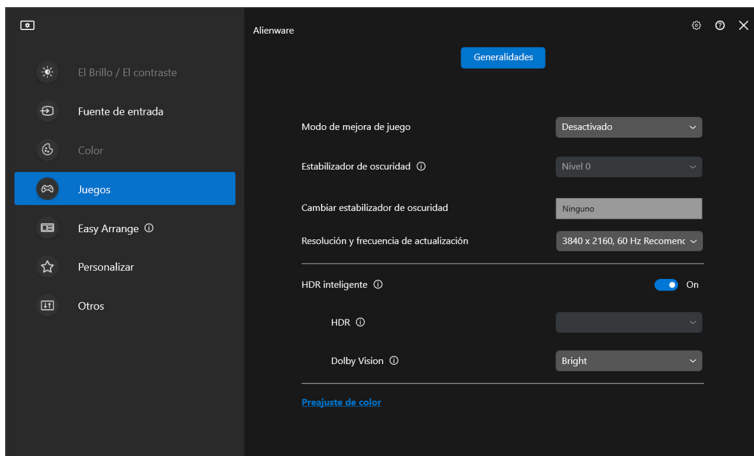 Alienware
El Brillo / El contraste
Fuente de entrada
Color
Juegos
Easy Arrange
Personalizar
Otros
Generalidades
Modo de mejora de juego
Desactivado
Estabilizador de oscuridad
Nivel 0
Cambiar estabilizador de oscuridad
Ninguno
Resolución y frecuencia de actualización
3840 x 2160, 60 Hz Recomenc
HDR inteligente
On
HDR
Dolby Vision
Bright
Preajuste de color